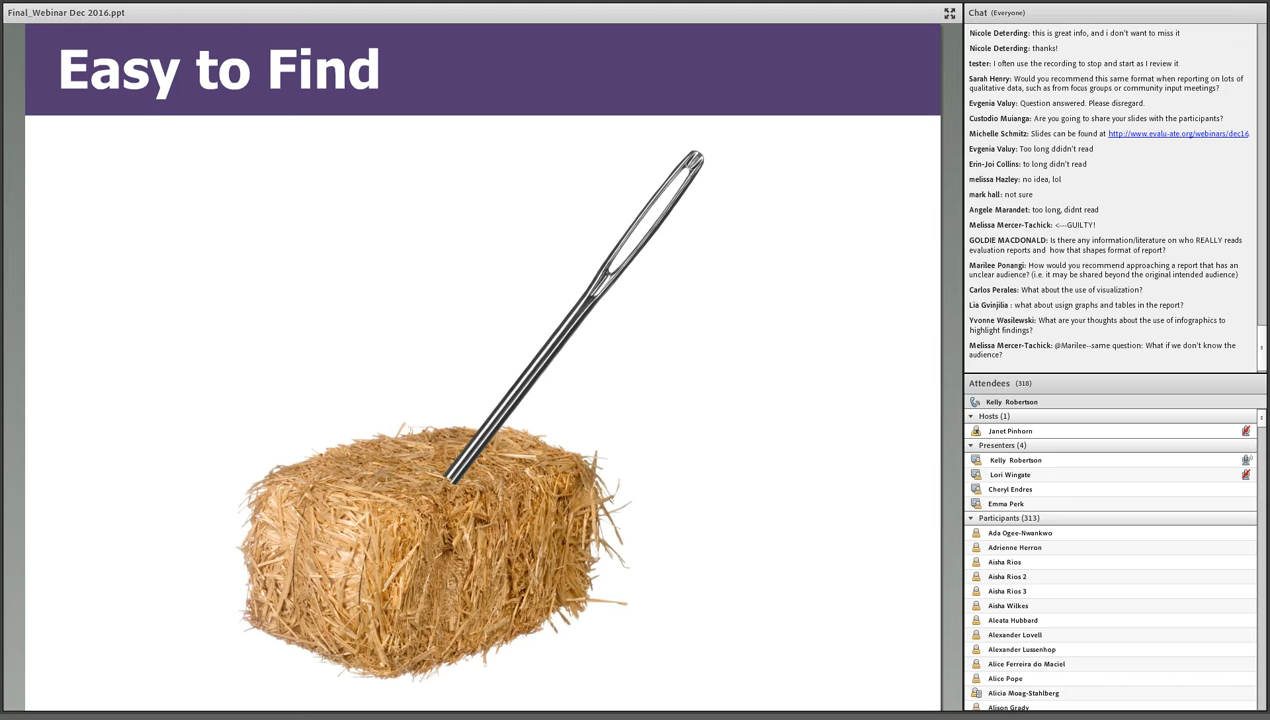 Final_Webinar Dec 2016.ppt
Easy to Find
Chat (Everyone)
Nicole Deterding: this is great info, and i don't want to miss it
Nicole Deterding: thanks!
tester: I often use the recording to stop and start as I review it
Sarah Henry: Would you recommend this same format when reporting on lots of
qualitative data, such as from focus groups or community input meetings?
Evgenia Valuy: Question answered. Please disregard.
Custodio Muianga: Are you going to share your slides with the participants?
Michelle Schmitz: Slides can be found at http://www.evalu-ate.org/webinars/dec16.
Evgenia Valuy: Too long ddidn't read
Erin-Joi Collins: to long didn't read
melissa Hazley: no idea, lol
mark hall: not sure
Angele Marandet: too long, didnt read
Melissa Mercer-Tachick: <---GUILTY!
GOLDIE MACDONALD: Is there any information/literature on who REALLY reads
evaluation reports and how that shapes format of report?
Marilee Ponangi: How would you recommend approaching a report that has an
unclear audience? (i.e. it may be shared beyond the original intended audience)
Carlos Perales: What about the use of visualization?
Lia Gvinjilia : what about usign graphs and tables in the report?
Yvonne Wasilewski: What are your thoughts about the use of infographics to
highlight findings?
Melissa Mercer-Tachick: @Marilee--same question: What if we don't know the
audience?
Attendees (318)
Kelly Robertson
Hosts (1)
Janet Pinhorn
Presenters (4)
Kelly Robertson
Lori Wingate
Cheryl Endres
Emma Perk
Participants (313)
Ada Ogee-Nwankwo
Adrienne Herron
Aisha Rios
Aisha Rios 2
Aisha Rios 3
Aisha Wilkes
Aleata Hubbard
Alexander Lovell
Alexander Lussenhop
Alice Ferreira do Maciel
Alice Pope
Alicia Moag-Stahlberg
Alison Grady